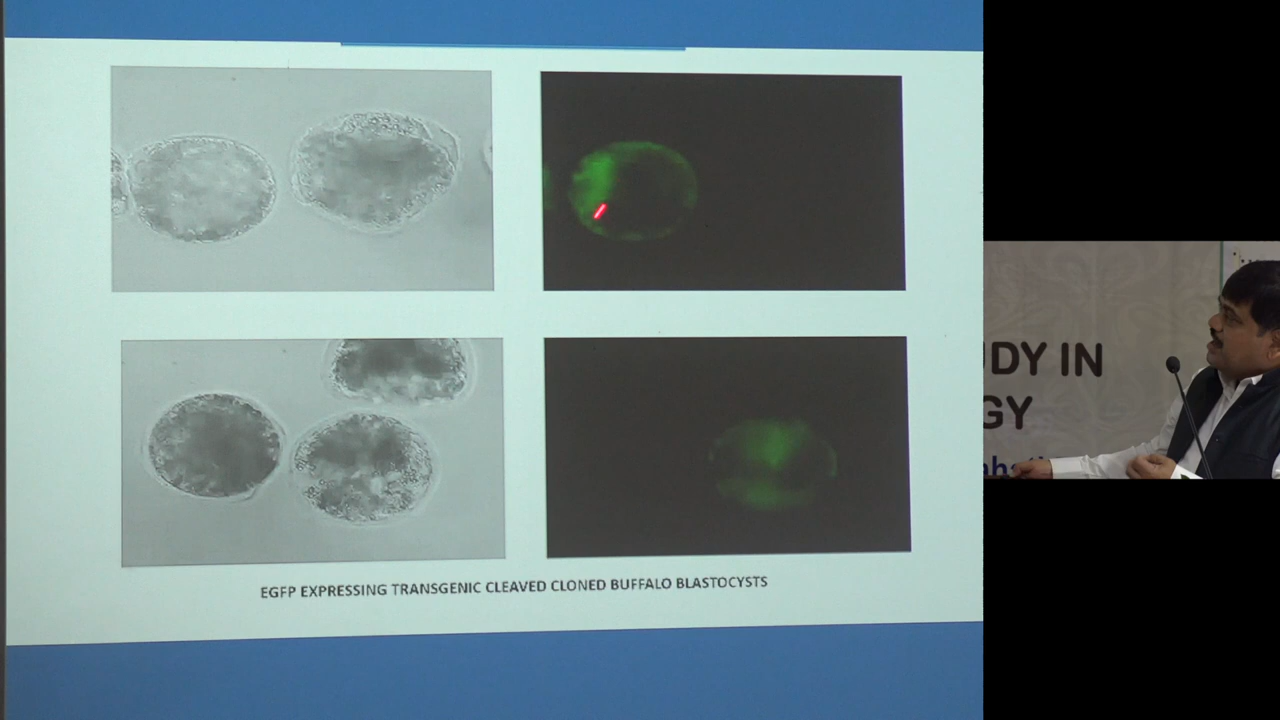 EGFP EXPRESSING TRANSGENIC CLEAVED CLONED BUFFALO BLASTOCYSTS
UDY IN
GY